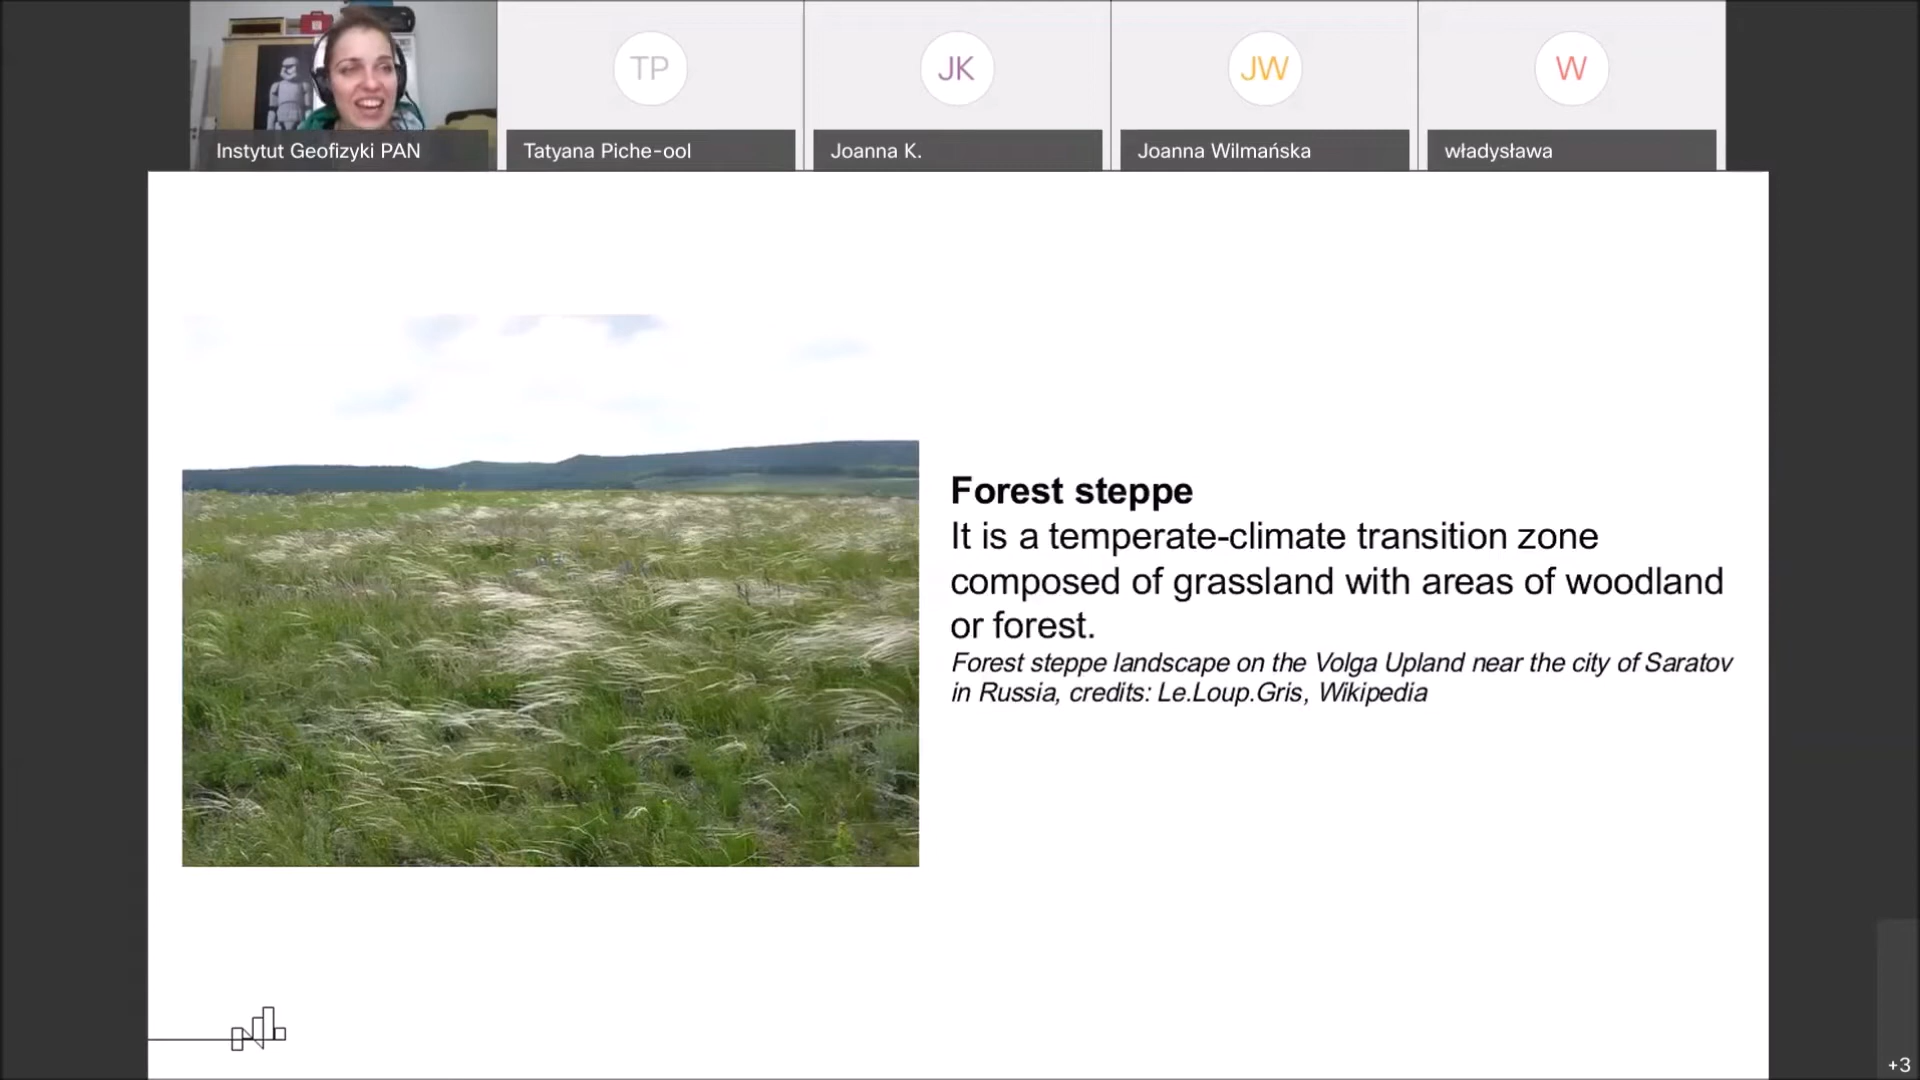 TP
JK
JW
W
Instytut Geofizyki PAN
Tatyana Piche-ool
Joanna K.
Joanna Wilmańska
władysława
Forest steppe
It is a temperate-climate transition zone
composed of grassland with areas of woodland
or forest.
Forest steppe landscape on the Volga Upland near the city of Saratov
in Russia, credits: Le.Loup.Gris, Wikipedia
+3